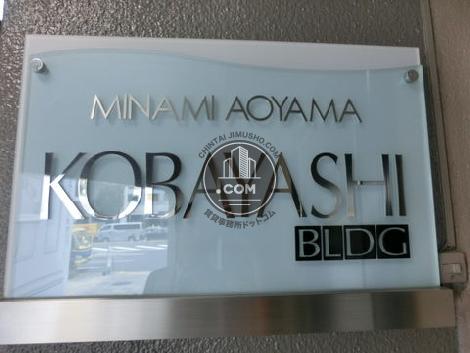 MINAMI AOYAMA
CHINTAI JIMUSHO.COM
KOBAYASHI
.COM
賃貸事務所ドットコム
BLDG